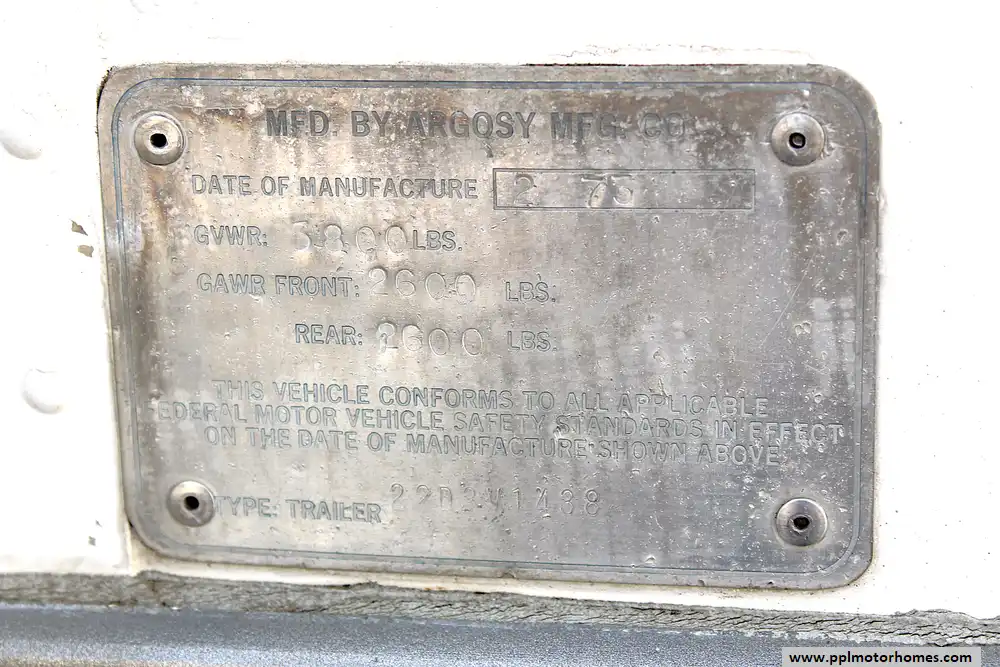 MFD. BY ARGOSY MFG. CO
DATE OF MANUFACTURE 2 75
GVWR: 3800 LBS.
GAWR FRONT: 2600 LBS.
REAR: 2600 LBS.
THIS VEHICLE CONFORMS TO ALL APPLICABLE
FEDERAL MOTOR VEHICLE SAFETY STANDARDS IN EFFECT
ON THE DATE OF MANUFACTURE SHOWN ABOVE
TYPE: TRAILER
www.pplmotorhomes.com